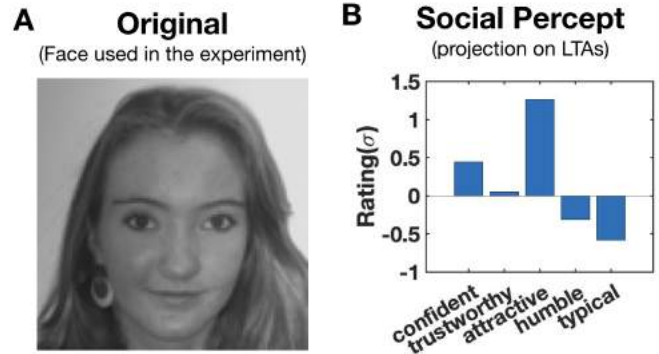 A
Original
(Face used in the experiment)
B
Social Percept
(projection on LTAs)
Rating(σ)
1.5
1
0.5
0
-0.5
-1
confident
trustworthy
attractive
humble
typical